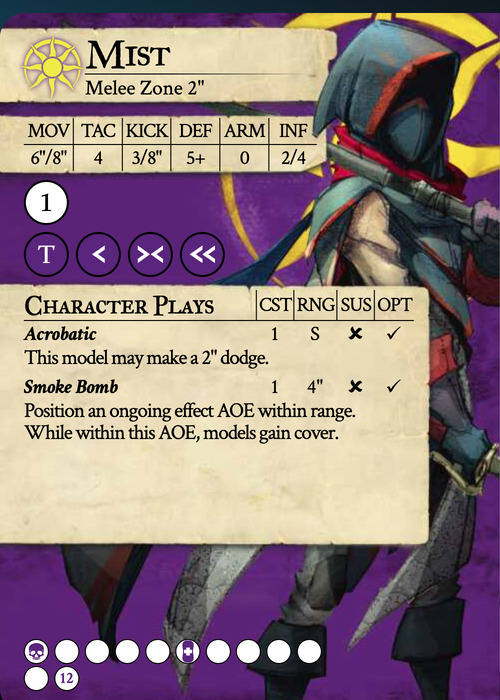 Mist
Melee Zone 2"
MOV TAC KICK DEF ARM INF
6"/8" 4 3/8" 5+ 0 2/4
1
T < >< <<
Character Plays CST RNG SUS OPT
Acrobatic 1 S ✘ ✓
This model may make a 2" dodge.
Smoke Bomb 1 4" ✘ ✓
Position an ongoing effect AOE within range.
While within this AOE, models gain cover.
12